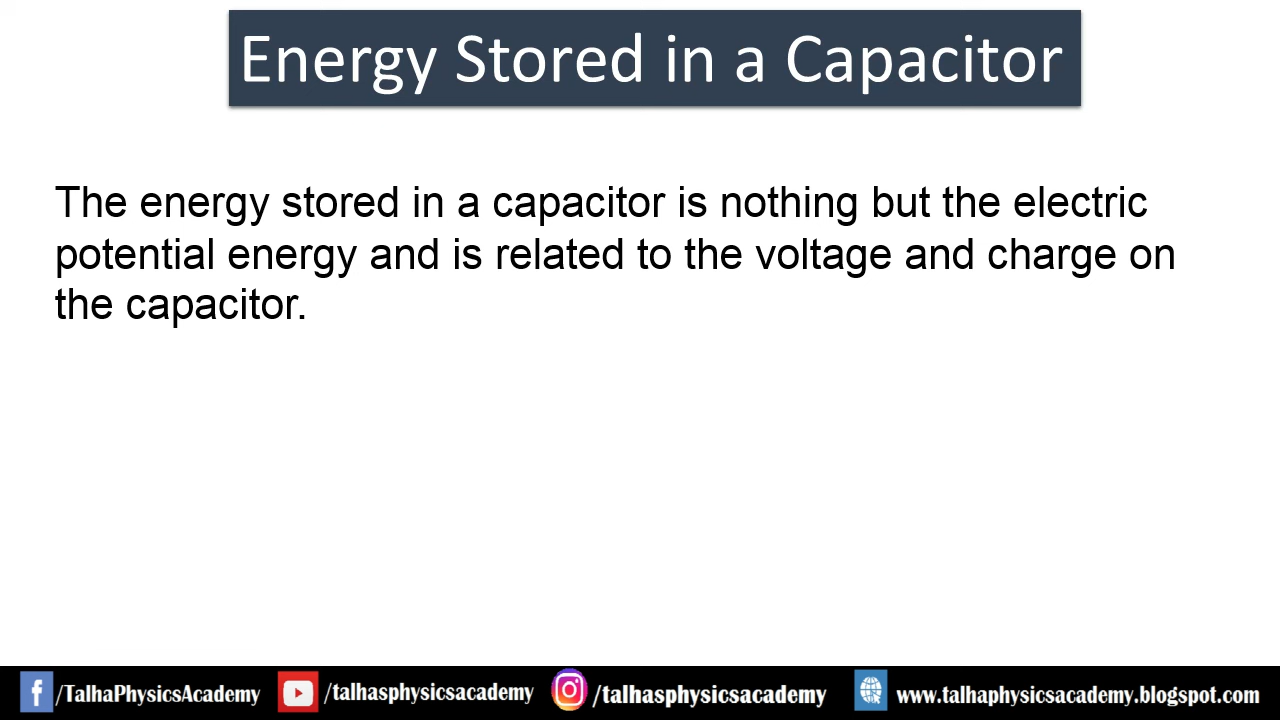 Energy Stored in a Capacitor
The energy stored in a capacitor is nothing but the electric
potential energy and is related to the voltage and charge on
the capacitor.
/TalhaPhysicsAcademy /talhasphysicsacademy /talhasphysicsacademy www.talhaphysicsacademy.blogspot.com